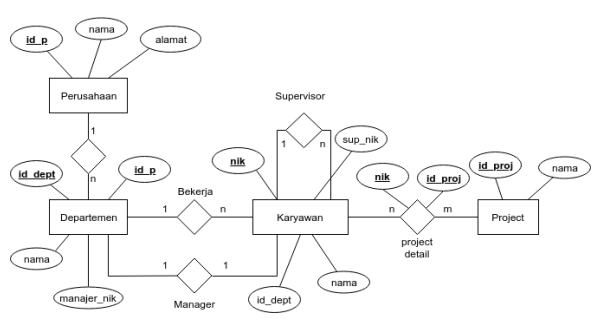 nama
id_p
alamat
Perusahaan
Supervisor
1
1
n
sup_nik
nik
id_proj
nama
id_dept
id_p
nik
id_proj
n
Bekerja
Departemen
1
n
Karyawan
n
m
Project
project
detail
nama
1
1
manajer_nik
Manager
id_dept
nama